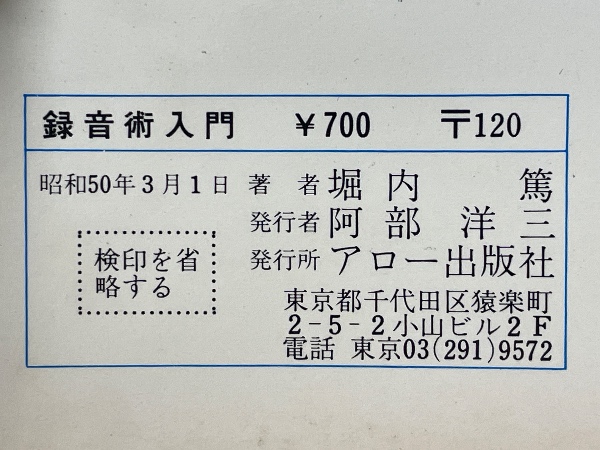 録音術入門 ￥700 〒120
昭和50年3月1日 著者 堀内篤
発行者 阿部洋三
発行所 アロー出版社
検印を省
略する
東京都千代田区猿楽町
2-5-2小山ビル2F
電話 東京03(291)9572